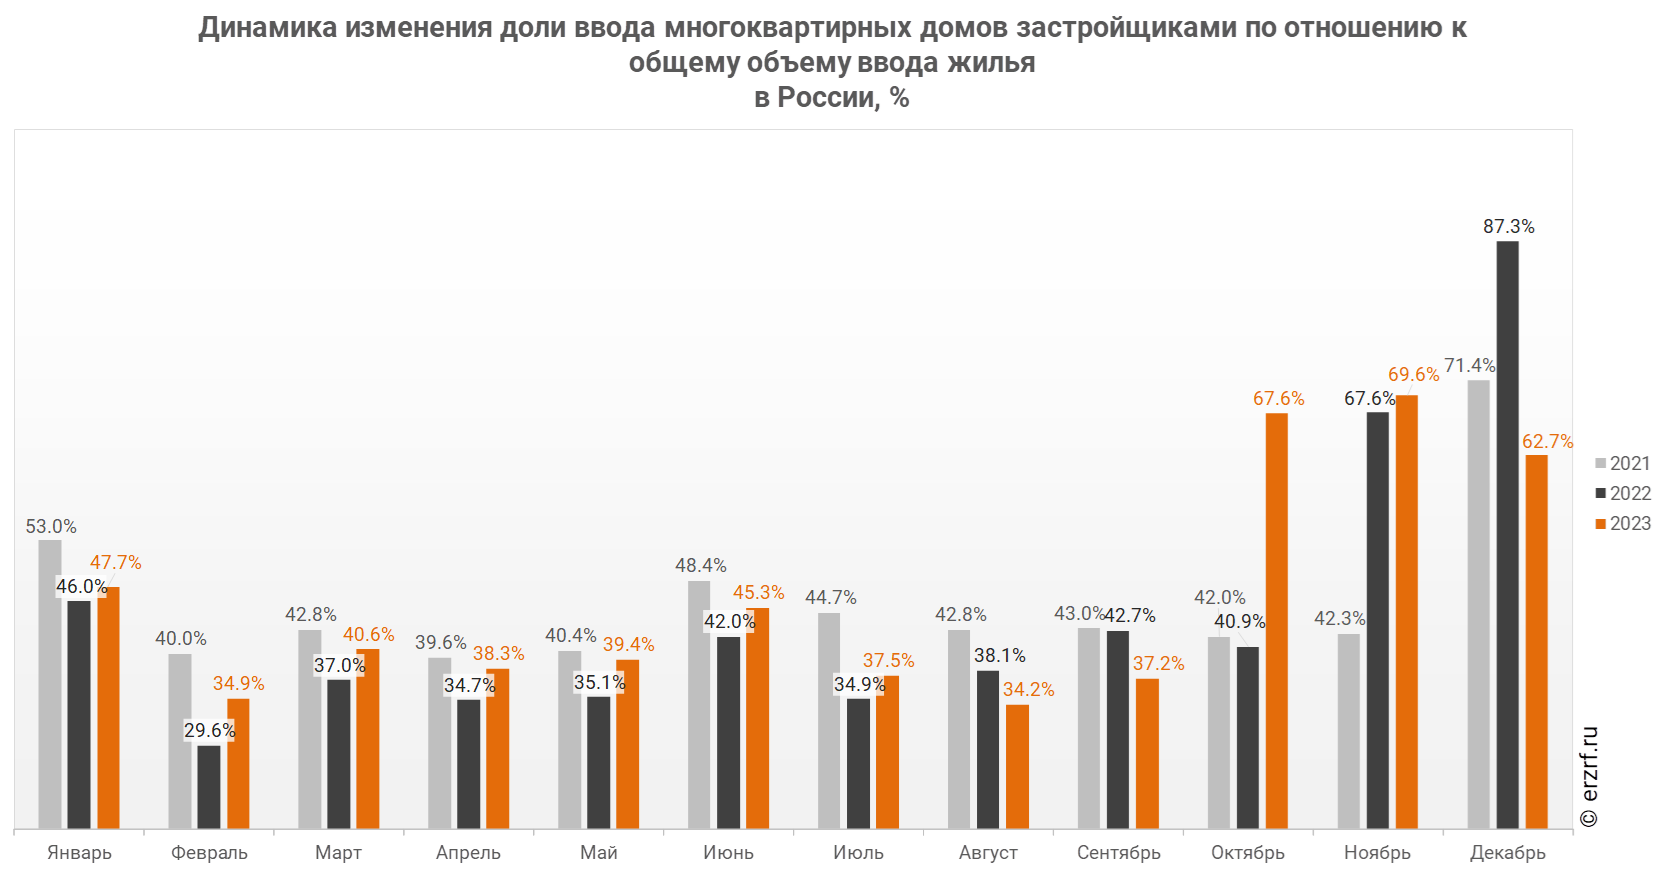 Динамика изменения доли ввода многоквартирных домов застройщиками по отношению к
общему объему ввода жилья
в России, %
53.0%
46.0%
47.7%
40.0%
29.6%
34.9%
42.8%
37.0%
40.6%
39.6%
34.7%
38.3%
40.4%
35.1%
39.4%
48.4%
42.0%
45.3%
44.7%
34.9%
37.5%
42.8%
38.1%
34.2%
43.0%
42.7%
37.2%
42.0%
40.9%
67.6%
42.3%
67.6%
69.6%
71.4%
87.3%
62.7%
2021
2022
2023
© erzrf.ru
Январь
Февраль
Март
Апрель
Май
Июнь
Июль
Август
Сентябрь
Октябрь
Ноябрь
Декабрь